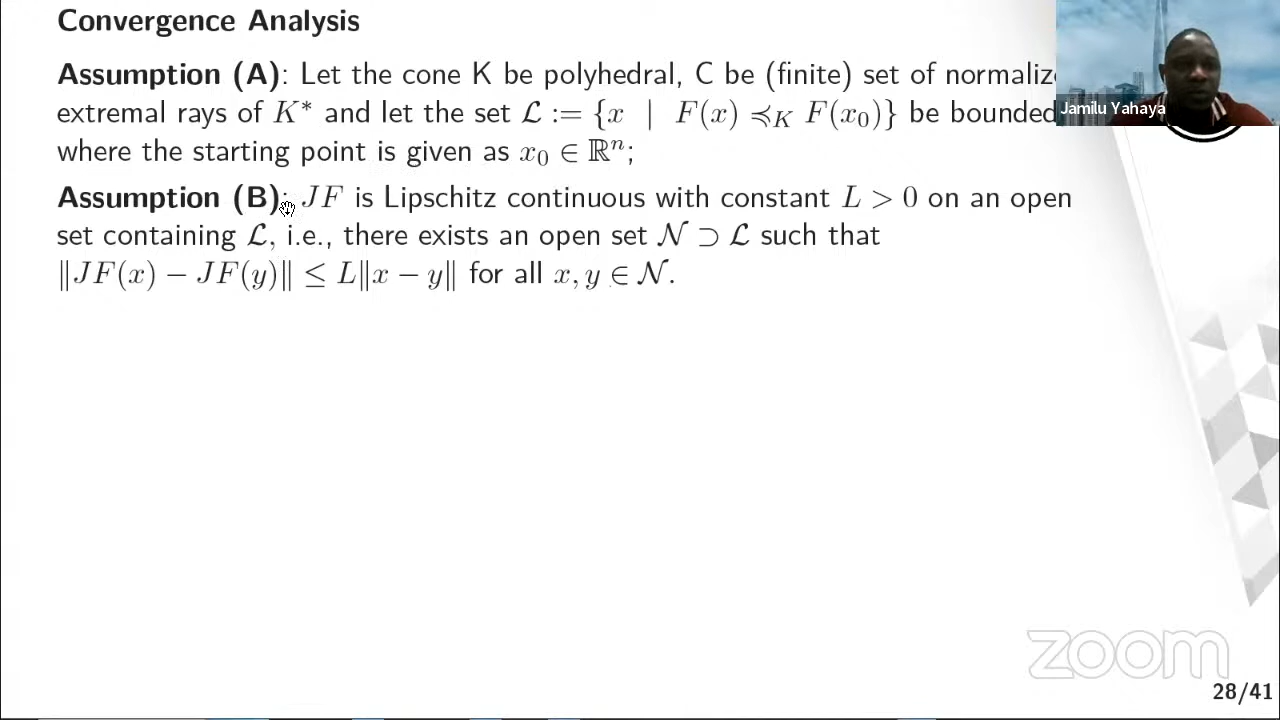 Convergence Analysis
Assumption (A): Let the cone K be polyhedral, C be (finite) set of normaliz
extremal rays of K* and let the set ℒ := {x | F(x) ≼_K F(x₀)} be bounded
where the starting point is given as x₀ ∈ ℝⁿ;
Assumption (B): JF is Lipschitz continuous with constant L > 0 on an open
set containing ℒ, i.e., there exists an open set 𝒩 ⊃ ℒ such that
‖JF(x) − JF(y)‖ ≤ L‖x − y‖ for all x, y ∈ 𝒩.
Jamilu Yahaya
zoom
28/41